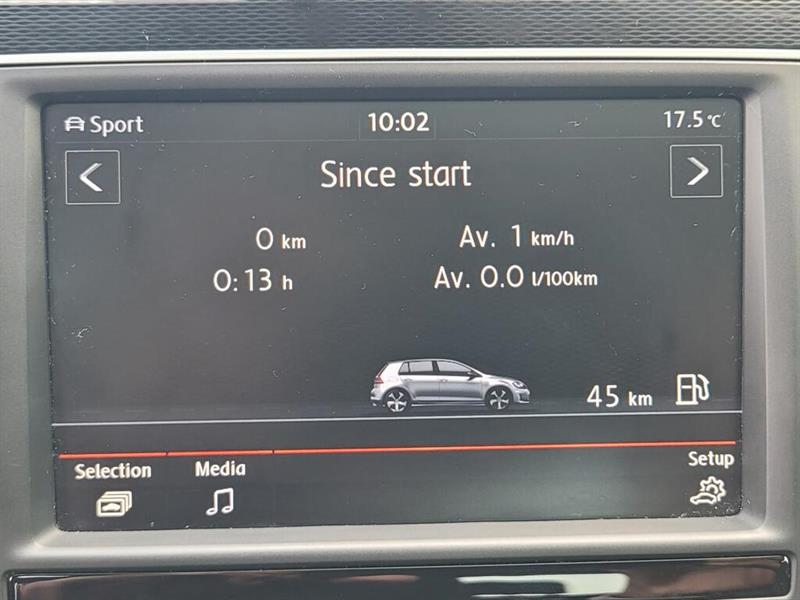 Sport 10:02 17.5°C
Since start
0 km Av. 1 km/h
0:13 h Av. 0.0 l/100km
45 km
Selection Media Setup